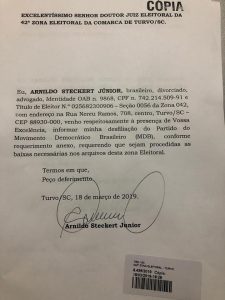 COPIA
EXCELENTÍSSIMO SENHOR DOUTOR JUIZ ELEITORAL DA
42ª ZONA ELEITORAL DA COMARCA DE TURVO/SC.
Eu, ARNILDO STECKERT JÚNIOR, brasileiro, divorciado,
advogado, Identidade OAB n. 9868, CPF n. 742.214.509-91 e
Título de Eleitor N.º 025682200906 – Seção 0056 da Zona 042,
com endereço na Rua Nereu Ramos, 708, centro, Turvo/SC –
CEP 88930-000, venho respeitosamente à presença de Vossa
Excelência, informar minha desfiliação do Partido do
Movimento Democrático Brasileiro (MDB), conforme
requerimento anexo, requerendo que sejam procedidas as
baixas necessárias nos arquivos desta zona Eleitoral.
Termos em que,
Peço deferimento.
Turvo/SC, 18 de março de 2019.
Arnildo Steckert Júnior